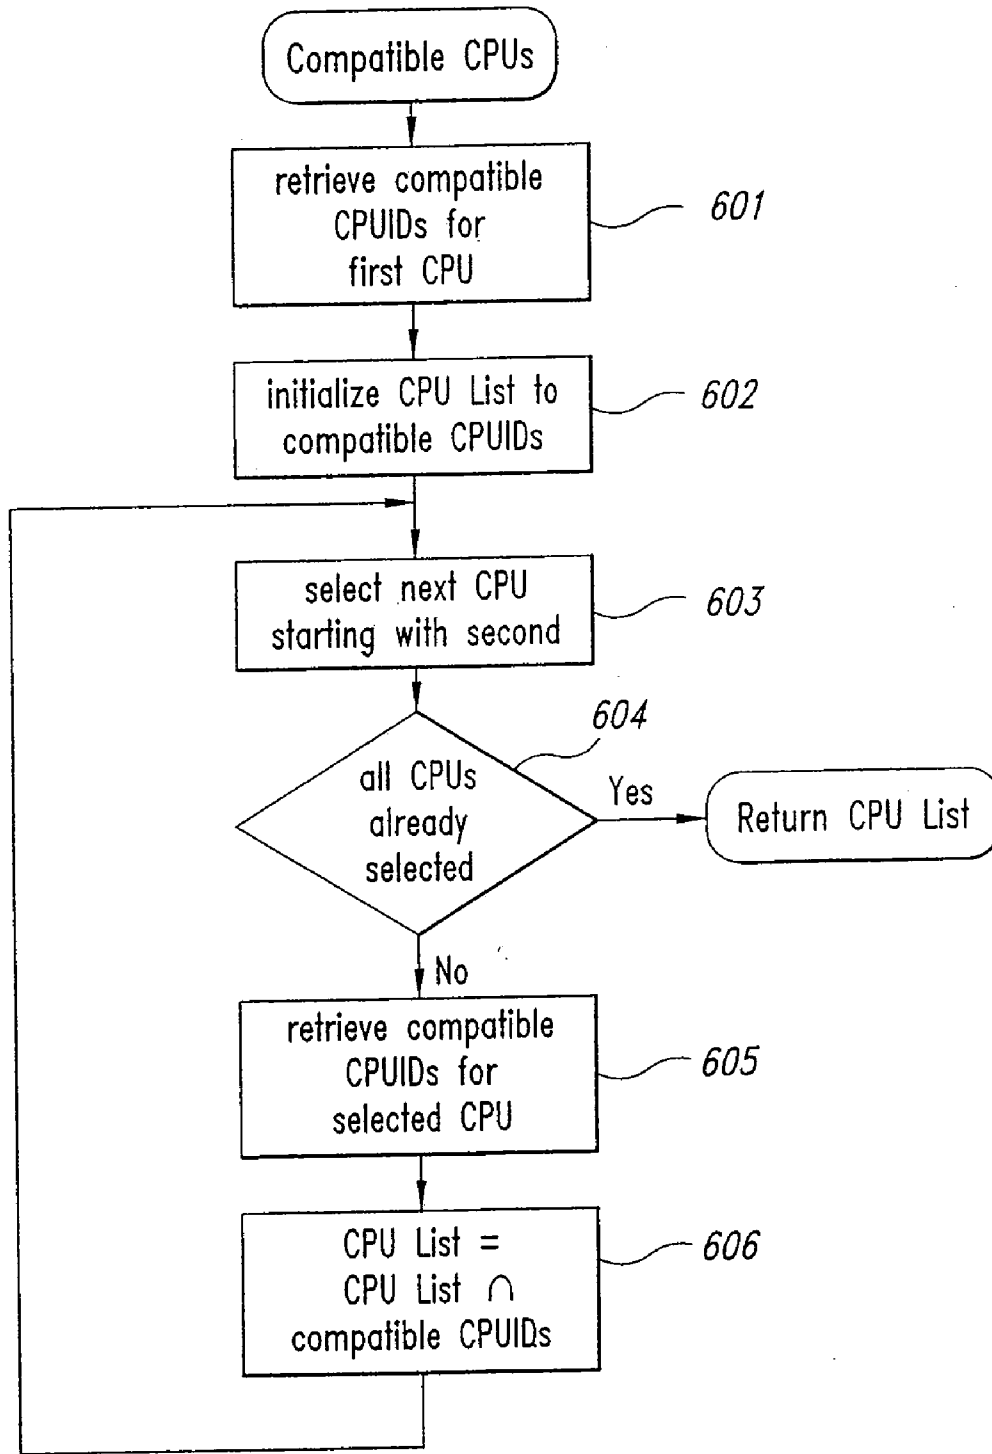 Compatible CPUs
retrieve compatible
CPUIDs for
first CPU
601
initialize CPU List to
compatible CPUIDs
602
select next CPU
starting with second
603
604
all CPUs
already
selected
Yes
Return CPU List
No
retrieve compatible
CPUIDs for
selected CPU
605
CPU List =
CPU List ∩
compatible CPUIDs
606